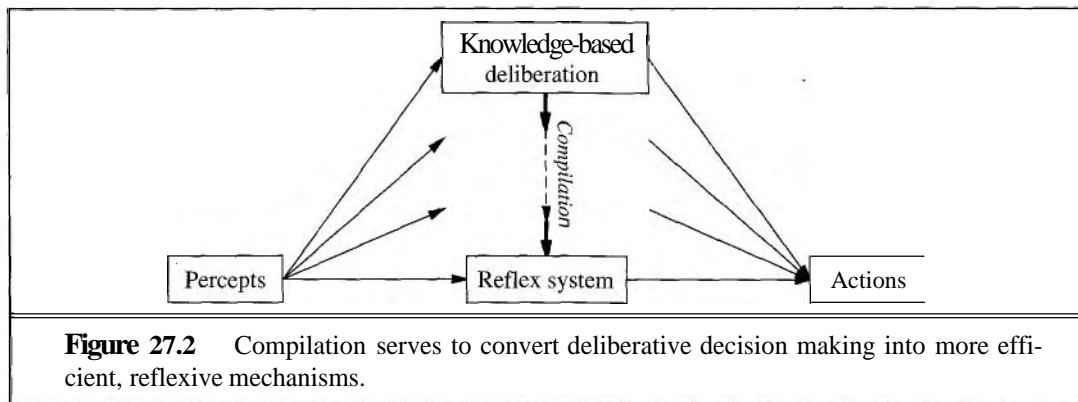 Knowledge-based
deliberation
Compilation
Percepts
Reflex system
Actions
Figure 27.2 Compilation serves to convert deliberative decision making into more effi-
cient, reflexive mechanisms.